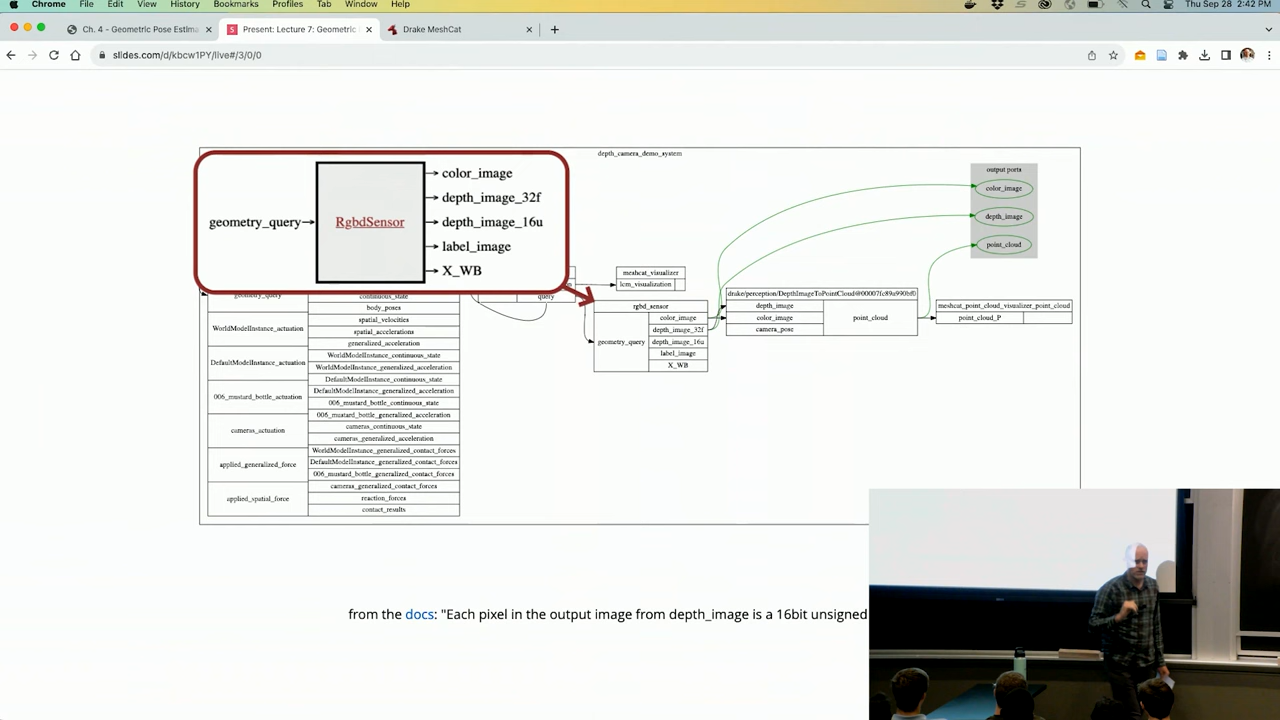 Chrome File Edit View History Bookmarks Profiles Tab Window Help Thu Sep 28 2:42 PM
Ch. 4 - Geometric Pose Estima
Present: Lecture 7: Geometric
Drake MeshCat
slides.com/d/kbcw1PY/live#/3/0/0
depth_camera_demo_system
geometry_query
RgbdSensor
color_image
depth_image_32f
depth_image_16u
label_image
X_WB
output ports
color_image
depth_image
point_cloud
meshcat_visualizer
lcm_visualization
query
rgbd_sensor
geometry_query
color_image
depth_image_32f
depth_image_16u
label_image
X_WB
drake/perception/DepthImageToPointCloud@00007fc89a990bf0
depth_image
color_image
camera_pose
point_cloud
meshcat_point_cloud_visualizer_point_cloud
point_cloud_P
WorldModelInstance_actuation
DefaultModelInstance_actuation
006_mustard_bottle_actuation
cameras_actuation
applied_generalized_force
applied_spatial_force
continuous_state
body_poses
spatial_velocities
spatial_accelerations
generalized_acceleration
WorldModelInstance_continuous_state
WorldModelInstance_generalized_acceleration
DefaultModelInstance_continuous_state
DefaultModelInstance_generalized_acceleration
006_mustard_bottle_continuous_state
006_mustard_bottle_generalized_acceleration
cameras_continuous_state
cameras_generalized_acceleration
WorldModelInstance_generalized_contact_forces
DefaultModelInstance_generalized_contact_forces
006_mustard_bottle_generalized_contact_forces
cameras_generalized_contact_forces
reaction_forces
contact_results
from the docs: "Each pixel in the output image from depth_image is a 16bit unsigned